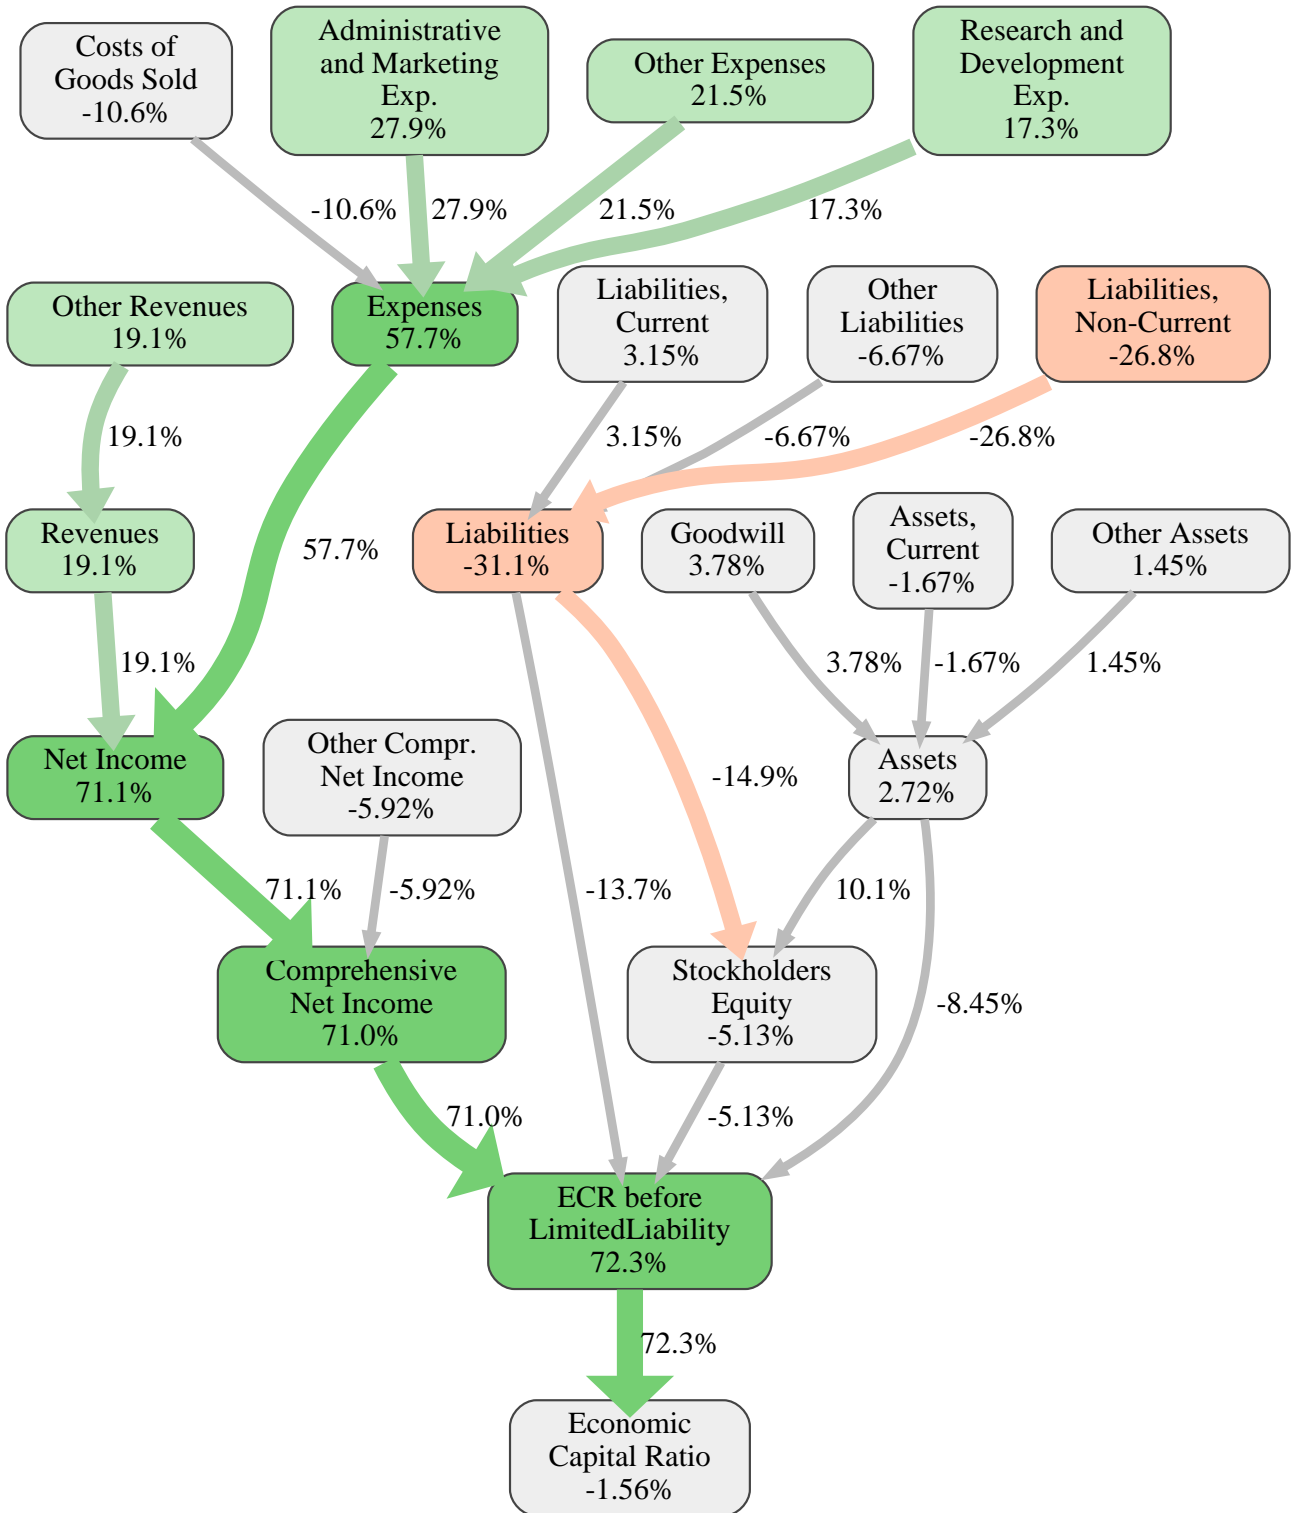 Costs of
Goods Sold
-10.6%
Administrative
and Marketing
Exp.
27.9%
Other Expenses
21.5%
Research and
Development
Exp.
17.3%
-10.6%
27.9%
21.5%
17.3%
Other Revenues
19.1%
Expenses
57.7%
Liabilities,
Current
3.15%
Other
Liabilities
-6.67%
Liabilities,
Non-Current
-26.8%
19.1%
3.15%
-6.67%
-26.8%
Revenues
19.1%
57.7%
Liabilities
-31.1%
Goodwill
3.78%
Assets,
Current
-1.67%
Other Assets
1.45%
19.1%
3.78%
-1.67%
1.45%
Net Income
71.1%
Other Compr.
Net Income
-5.92%
-14.9%
Assets
2.72%
71.1%
-5.92%
-13.7%
10.1%
Comprehensive
Net Income
71.0%
Stockholders
Equity
-5.13%
-8.45%
71.0%
-5.13%
ECR before
LimitedLiability
72.3%
72.3%
Economic
Capital Ratio
-1.56%